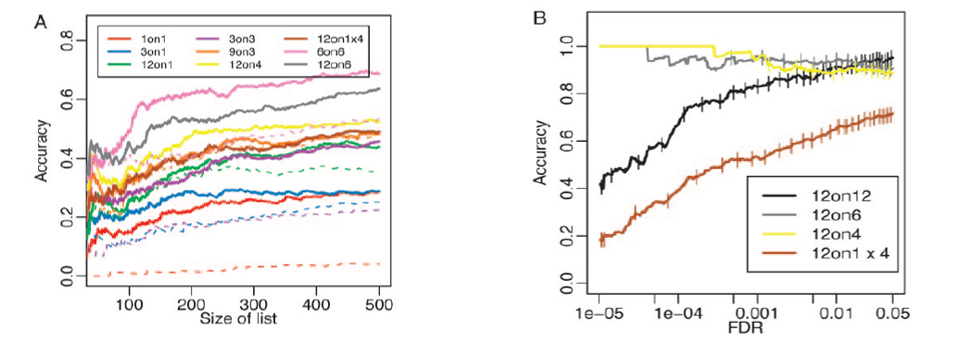 A
1on1 3on3 12on1x4
3on1 9on3 6on6
12on1 12on4 12on6
Accuracy
0.0 0.2 0.4 0.6 0.8
100 200 300 400 500
Size of list
B
Accuracy
0.0 0.2 0.4 0.6 0.8 1.0
12on12
12on6
12on4
12on1 x 4
1e-05 1e-04 0.001 0.01 0.05
FDR